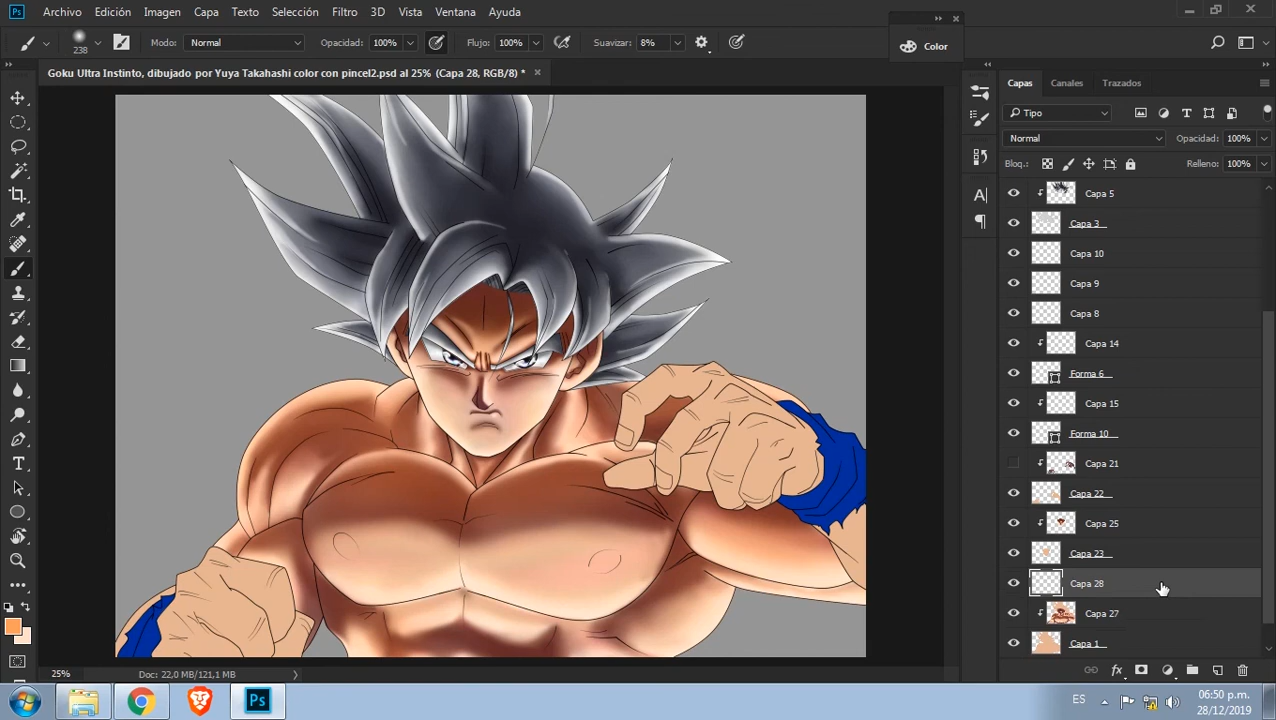 Ps Archivo Edición Imagen Capa Texto Selección Filtro 3D Vista Ventana Ayuda
238 Modo: Normal Opacidad: 100% Flujo: 100% Suavizar: 8%
Color
Goku Ultra Instinto, dibujado por Yuya Takahashi color con pincel2.psd al 25% (Capa 28, RGB/8) *
Capas Canales Trazados
Tipo
Normal Opacidad: 100%
Bloq.: Relleno: 100%
Capa 5
Capa 3
Capa 10
Capa 9
Capa 8
Capa 14
Forma 6
Capa 15
Forma 10
Capa 21
Capa 22
Capa 25
Capa 23
Capa 28
Capa 27
Capa 1
25% Doc: 22,0 MB/121,1 MB
Ps
ES
06:50 p.m.
28/12/2019